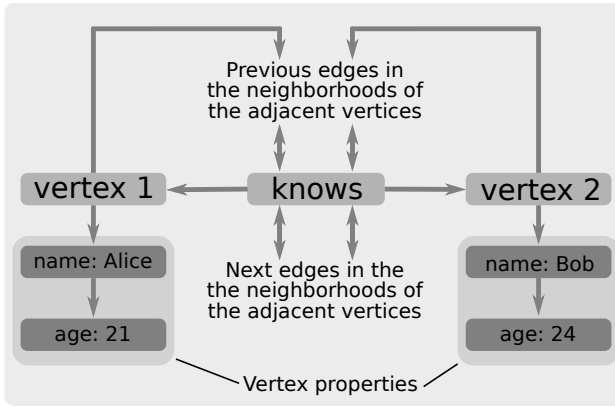 Previous edges in
the neighborhoods of
the adjacent vertices
vertex 1
knows
vertex 2
name: Alice
name: Bob
Next edges in the
the neighborhoods of
the adjacent vertices
age: 21
age: 24
Vertex properties